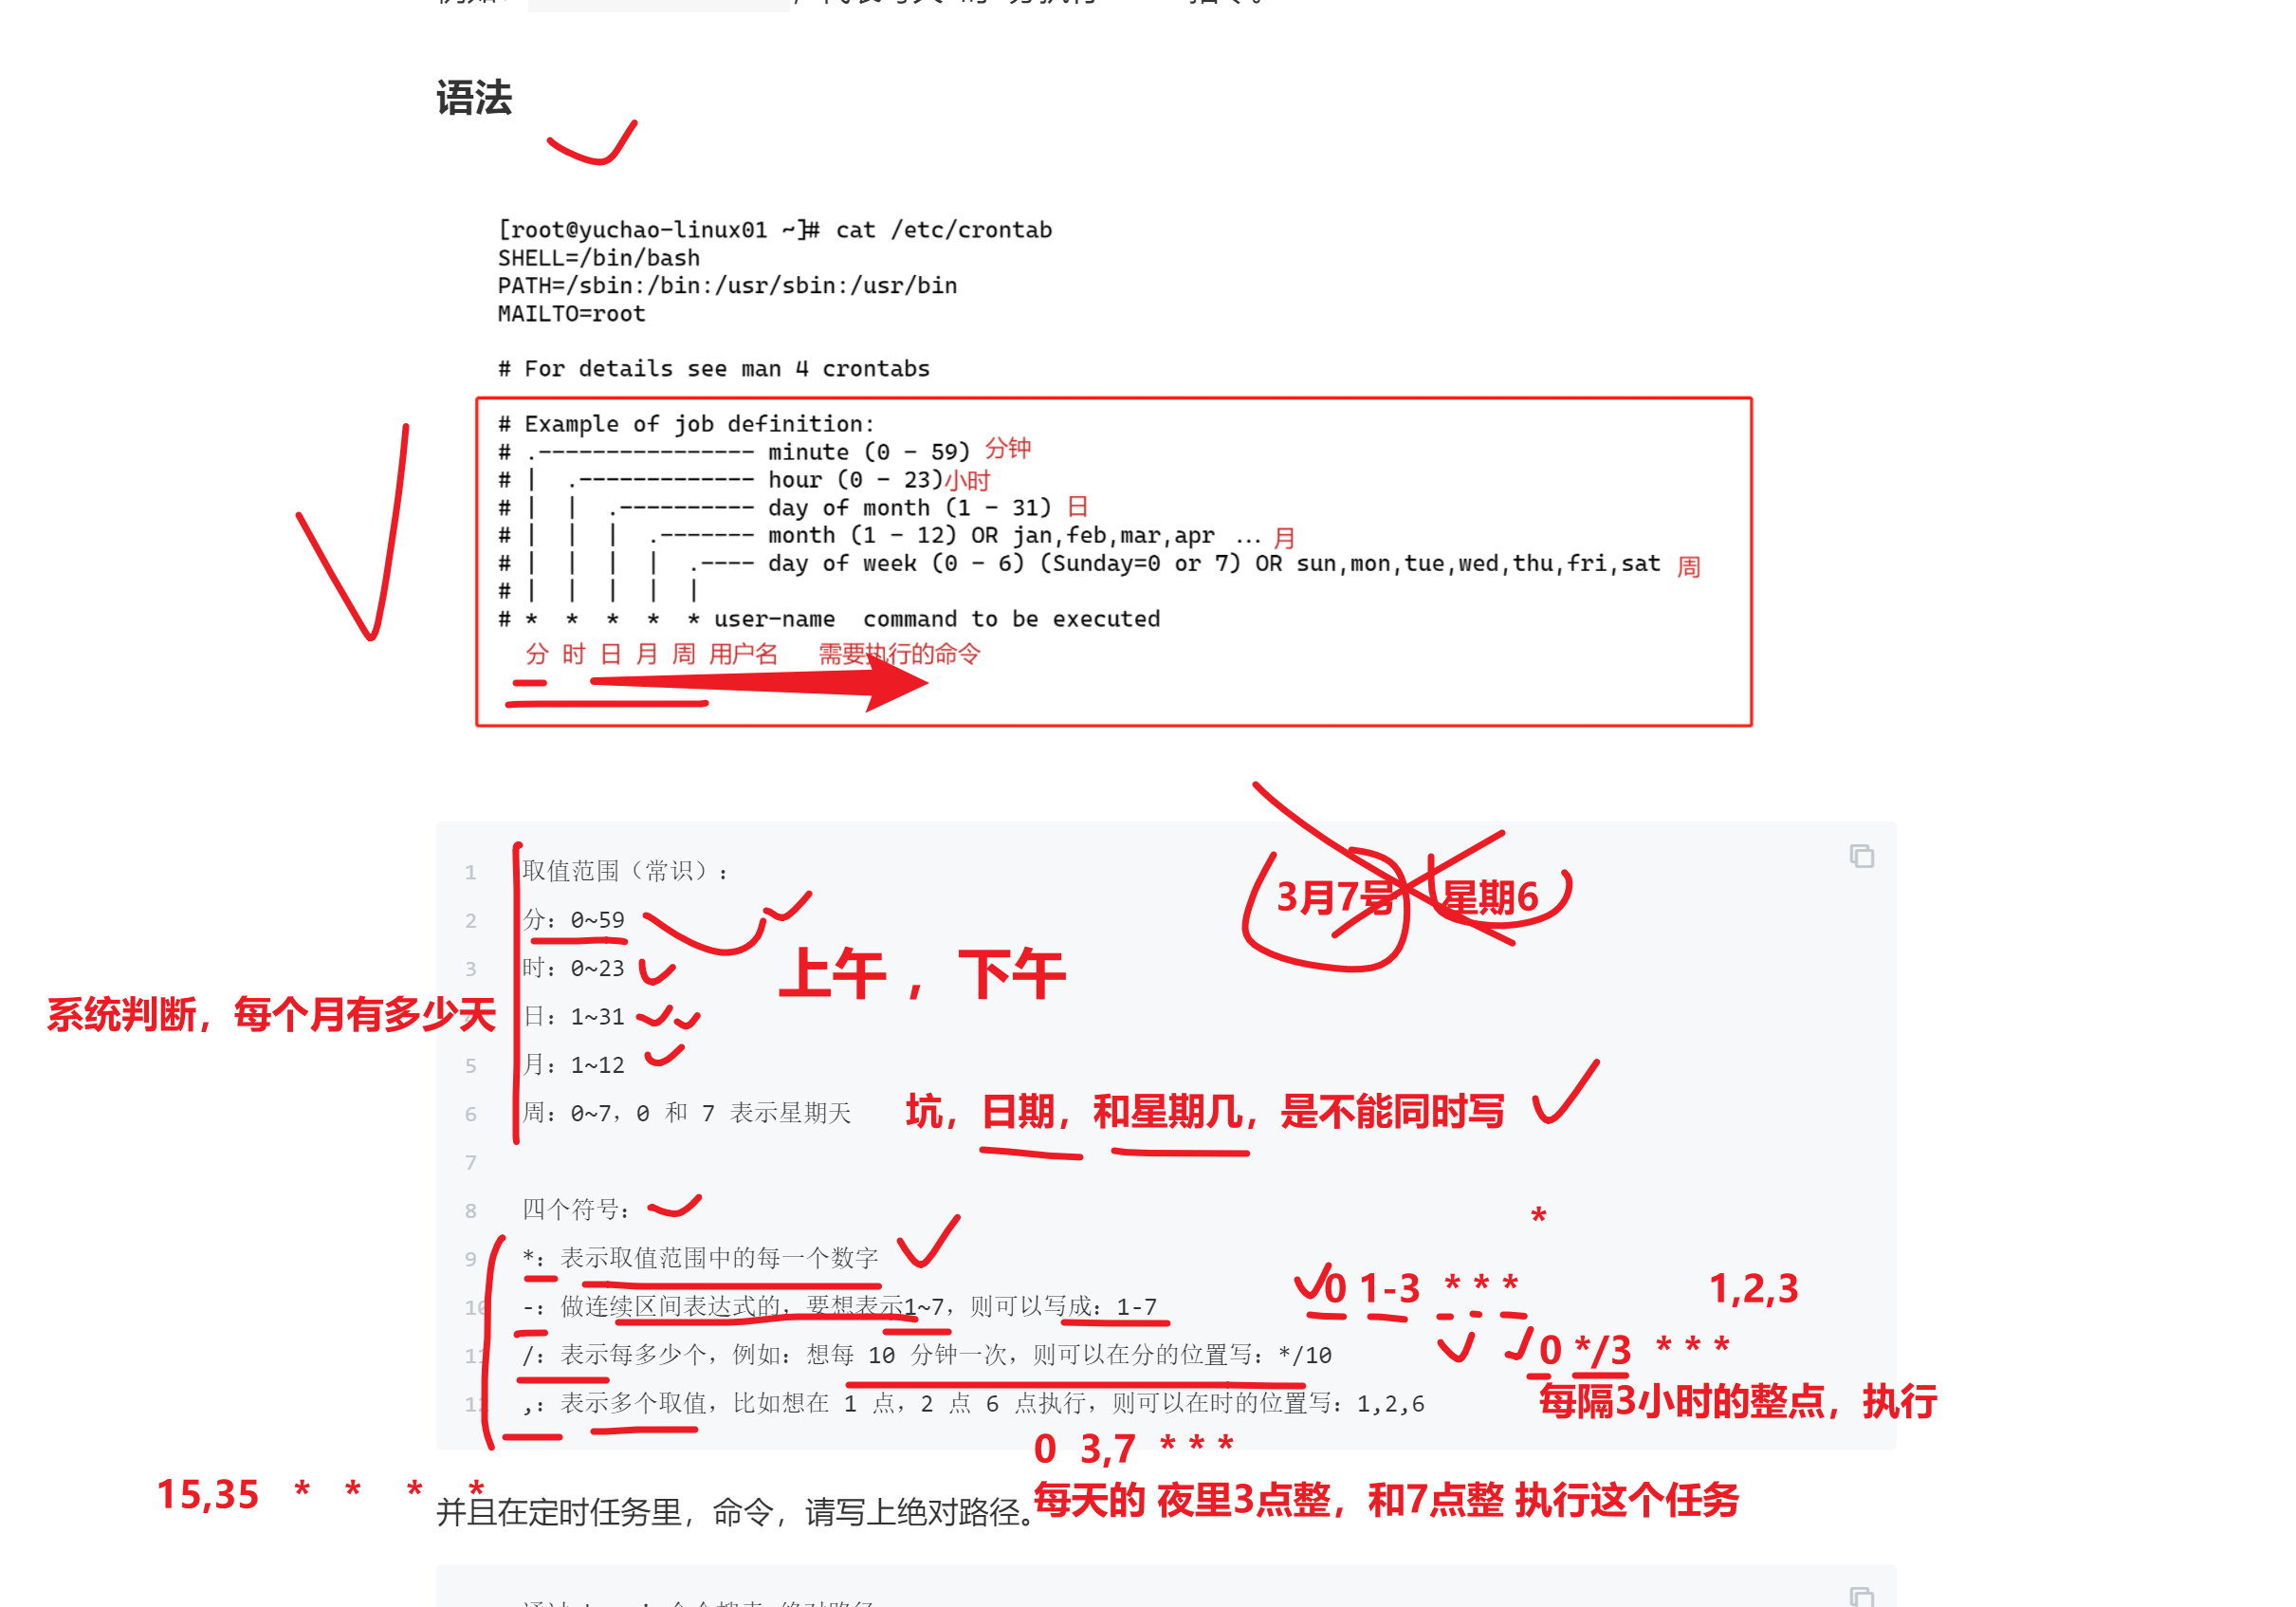 语法
[root@yuchao-linux01 ~]# cat /etc/crontab
SHELL=/bin/bash
PATH=/sbin:/bin:/usr/sbin:/usr/bin
MAILTO=root
# For details see man 4 crontabs
# Example of job definition:
# .---------------- minute (0 - 59) 分钟
# |  .------------- hour (0 - 23)小时
# |  |  .---------- day of month (1 - 31) 日
# |  |  |  .------- month (1 - 12) OR jan,feb,mar,apr ... 月
# |  |  |  |  .---- day of week (0 - 6) (Sunday=0 or 7) OR sun,mon,tue,wed,thu,fri,sat 周
# |  |  |  |  |
# *  *  *  *  * user-name  command to be executed
分 时 日 月 周 用户名 需要执行的命令
1 取值范围（常识）：
3月7号 星期6
2 分：0~59
3 时：0~23
上午 ， 下午
系统判断，每个月有多少天
日：1~31
5 月：1~12
6 周：0~7，0 和 7 表示星期天
坑，日期，和星期几，是不能同时写
7
8 四个符号：
*
9 *：表示取值范围中的每一个数字
10 -：做连续区间表达式的，要想表示1~7，则可以写成：1-7
0 1-3 * * *
1,2,3
11 /：表示每多少个，例如：想每 10 分钟一次，则可以在分的位置写：*/10
0 */3 * * *
12 ,：表示多个取值，比如想在 1 点，2 点 6 点执行，则可以在时的位置写：1,2,6
每隔3小时的整点，执行
0 3,7 * * *
15,35 * * * *
并且在定时任务里，命令，请写上绝对路径。
每天的 夜里3点整，和7点整 执行这个任务